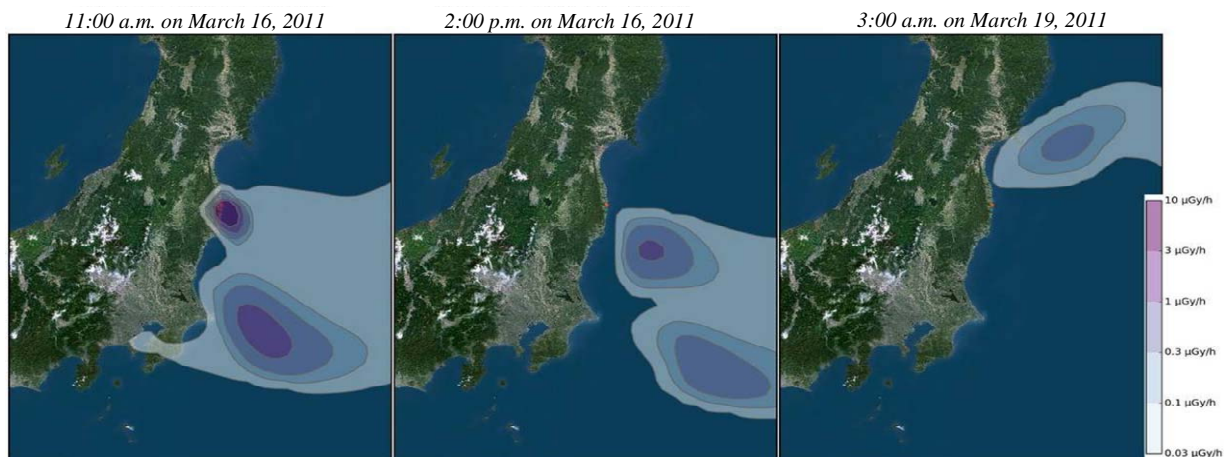 11:00 a.m. on March 16, 2011
2:00 p.m. on March 16, 2011
3:00 a.m. on March 19, 2011
10 µGy/h
3 µGy/h
1 µGy/h
0.3 µGy/h
0.1 µGy/h
0.03 µGy/h